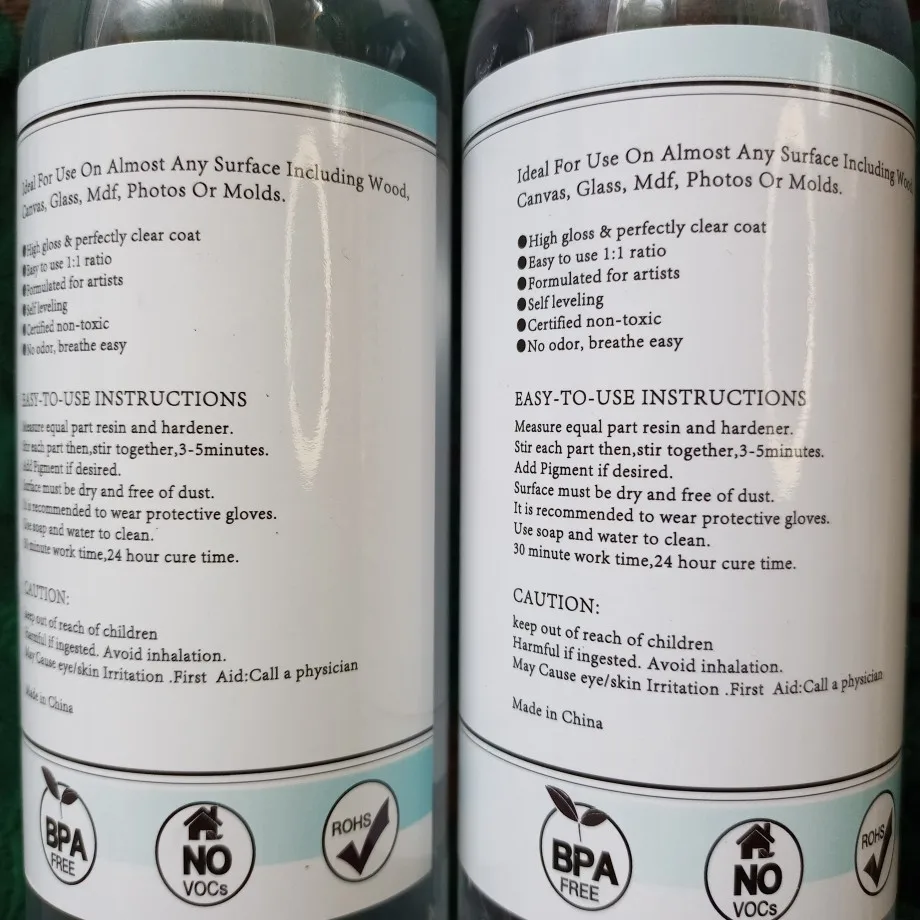 Ideal For Use On Almost Any Surface Including Wood,
Canvas, Glass, Mdf, Photos Or Molds.
●High gloss & perfectly clear coat
●Easy to use 1:1 ratio
●Formulated for artists
●Self leveling
●Certified non-toxic
●No odor, breathe easy
EASY-TO-USE INSTRUCTIONS
Measure equal part resin and hardener.
Stir each part then,stir together,3-5minutes.
Add Pigment if desired.
Surface must be dry and free of dust.
It is recommended to wear protective gloves.
Use soap and water to clean.
30 minute work time,24 hour cure time.
CAUTION:
keep out of reach of children
Harmful if ingested. Avoid inhalation.
May Cause eye/skin Irritation .First Aid:Call a physician
Made in China
BPA
FREE
NO
VOCs
ROHS
Ideal For Use On Almost Any Surface Including Wood,
Canvas, Glass, Mdf, Photos Or Molds.
●High gloss & perfectly clear coat
●Easy to use 1:1 ratio
●Formulated for artists
●Self leveling
●Certified non-toxic
●No odor, breathe easy
EASY-TO-USE INSTRUCTIONS
Measure equal part resin and hardener.
Stir each part then,stir together,3-5minutes.
Add Pigment if desired.
Surface must be dry and free of dust.
It is recommended to wear protective gloves.
Use soap and water to clean.
30 minute work time,24 hour cure time.
CAUTION:
keep out of reach of children
Harmful if ingested. Avoid inhalation.
May Cause eye/skin Irritation .First Aid:Call a physician
Made in China
BPA
FREE
NO
VOCs
ROHS